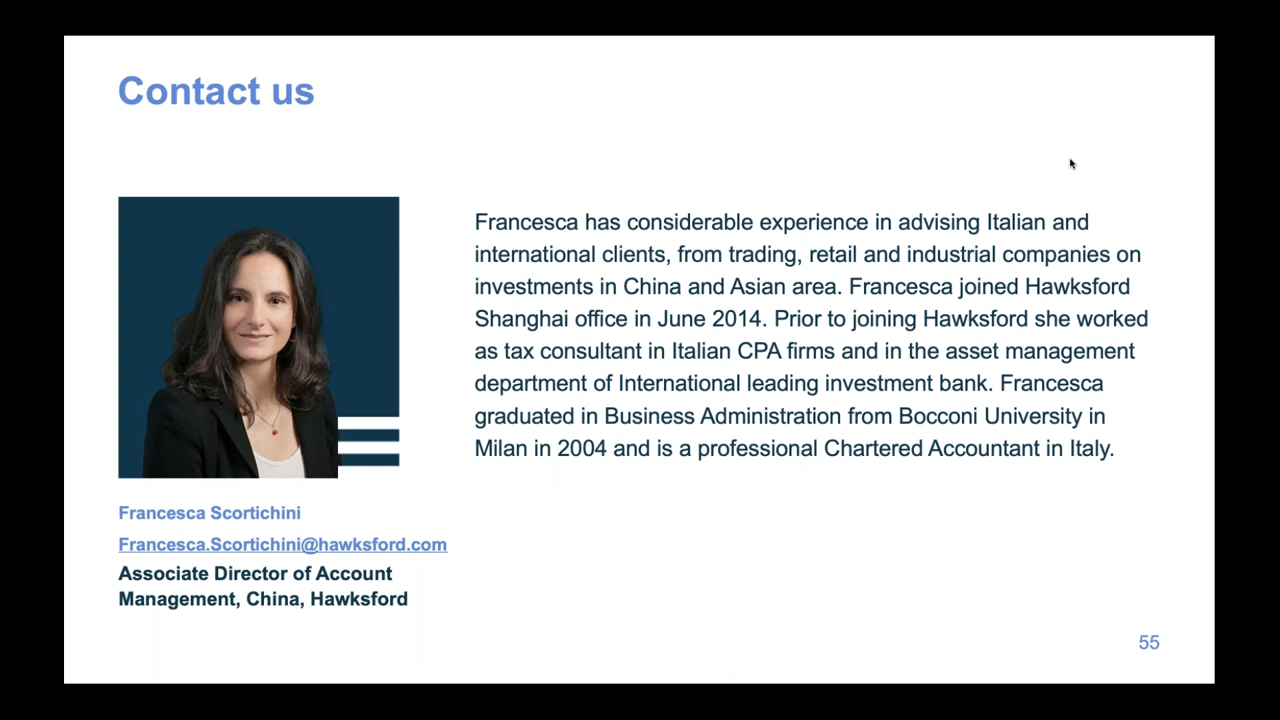 Contact us
Francesca has considerable experience in advising Italian and
international clients, from trading, retail and industrial companies on
investments in China and Asian area. Francesca joined Hawksford
Shanghai office in June 2014. Prior to joining Hawksford she worked
as tax consultant in Italian CPA firms and in the asset management
department of International leading investment bank. Francesca
graduated in Business Administration from Bocconi University in
Milan in 2004 and is a professional Chartered Accountant in Italy.
Francesca Scortichini
Francesca.Scortichini@hawksford.com
Associate Director of Account
Management, China, Hawksford
55